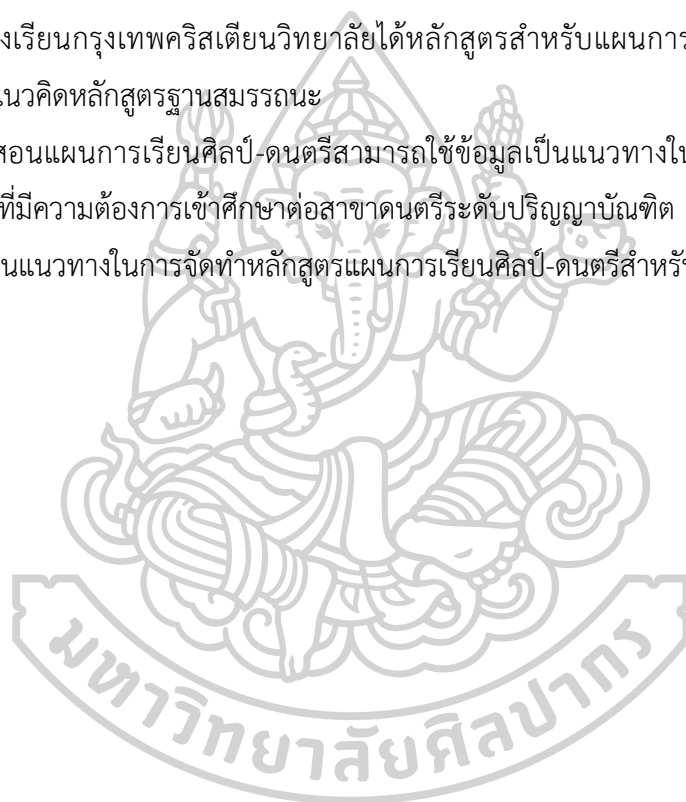 งเรียนกรุงเทพคริสเตียนวิทยาลัยได้หลักสูตรสำหรับแผนการ
แนวคิดหลักสูตรฐานสมรรถนะ
สอนแผนการเรียนศิลป์-ดนตรีสามารถใช้ข้อมูลเป็นแนวทางใน
ที่มีความต้องการเข้าศึกษาต่อสาขาดนตรีระดับปริญญาบัณฑิต
นแนวทางในการจัดทำหลักสูตรแผนการเรียนศิลป์-ดนตรีสำหรับ
มหาวิทยาลัยศิลปากร